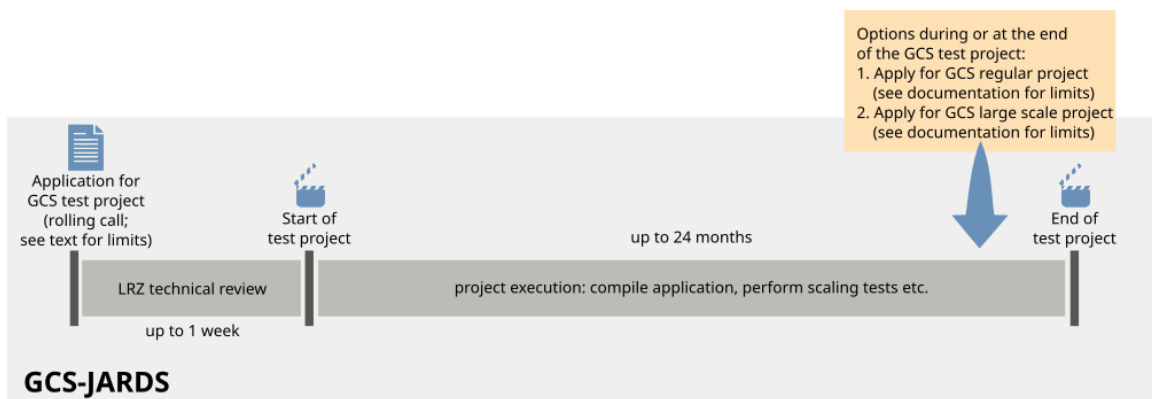 Options during or at the end
of the GCS test project:
1. Apply for GCS regular project
(see documentation for limits)
2. Apply for GCS large scale project
(see documentation for limits)
Application for
GCS test project
(rolling call;
see text for limits)
Start of
test project
up to 24 months
End of
test project
LRZ technical review
project execution: compile application, perform scaling tests etc.
up to 1 week
GCS-JARDS